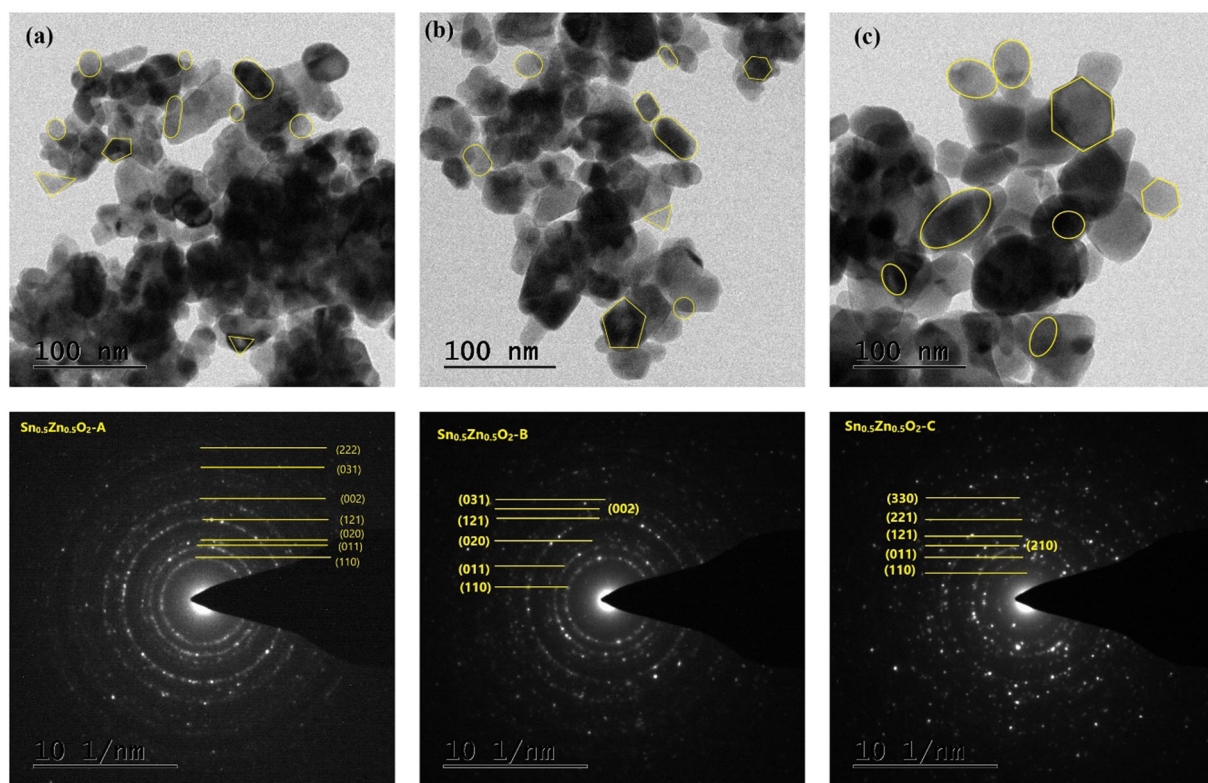 (a)
(b)
(c)
100 nm
100 nm
100 nm
Sn₀.₅Zn₀.₅O₂-A
(222)
(031)
(002)
(121)
(020)
(011)
(110)
10 1/nm
Sn₀.₅Zn₀.₅O₂-B
(031)
(002)
(121)
(020)
(011)
(110)
10 1/nm
Sn₀.₅Zn₀.₅O₂-C
(330)
(221)
(121)
(210)
(011)
(110)
10 1/nm